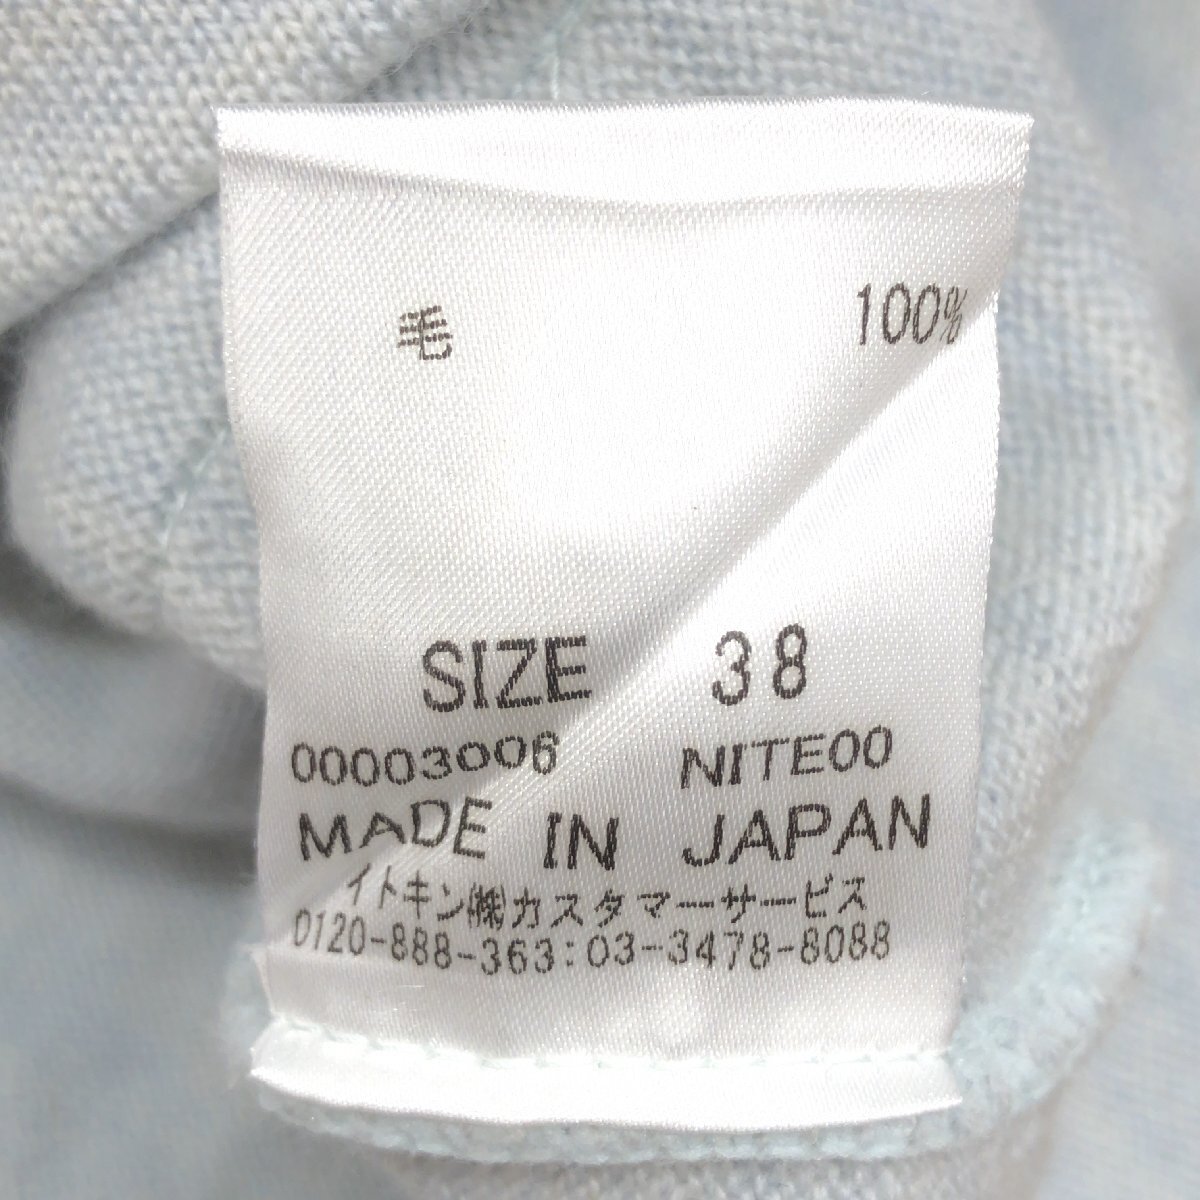 毛 100%
SIZE 38
00003006 NITE00
MADE IN JAPAN
イトキン㈱カスタマーサービス
0120-888-363:03-3478-8088